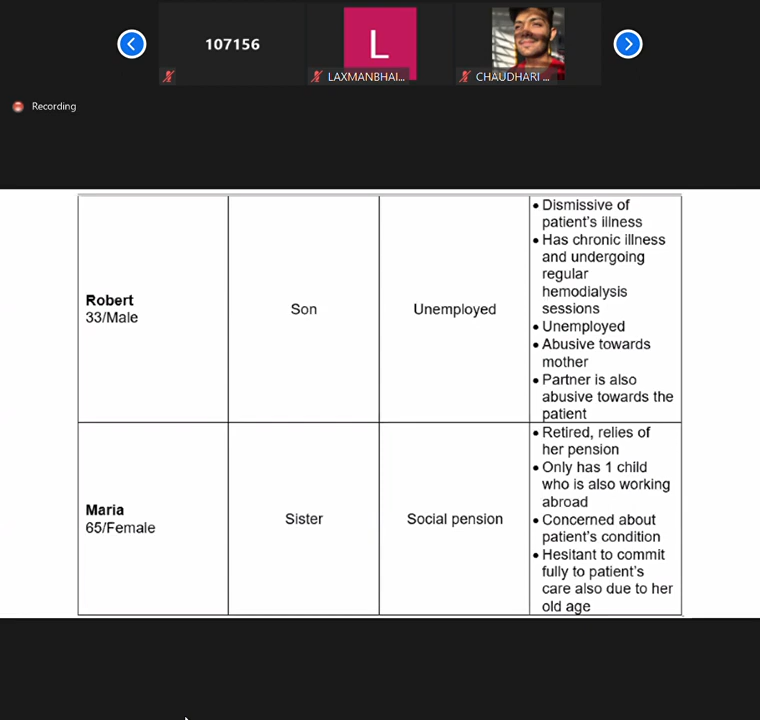 107156
L
LAXMANBHAI...
CHAUDHARI ...
Recording
Robert
33/Male
Son
Unemployed
• Dismissive of
patient's illness
• Has chronic illness
and undergoing
regular
hemodialysis
sessions
• Unemployed
• Abusive towards
mother
• Partner is also
abusive towards the
patient
Maria
65/Female
Sister
Social pension
• Retired, relies of
her pension
• Only has 1 child
who is also working
abroad
• Concerned about
patient's condition
• Hesitant to commit
fully to patient's
care also due to her
old age